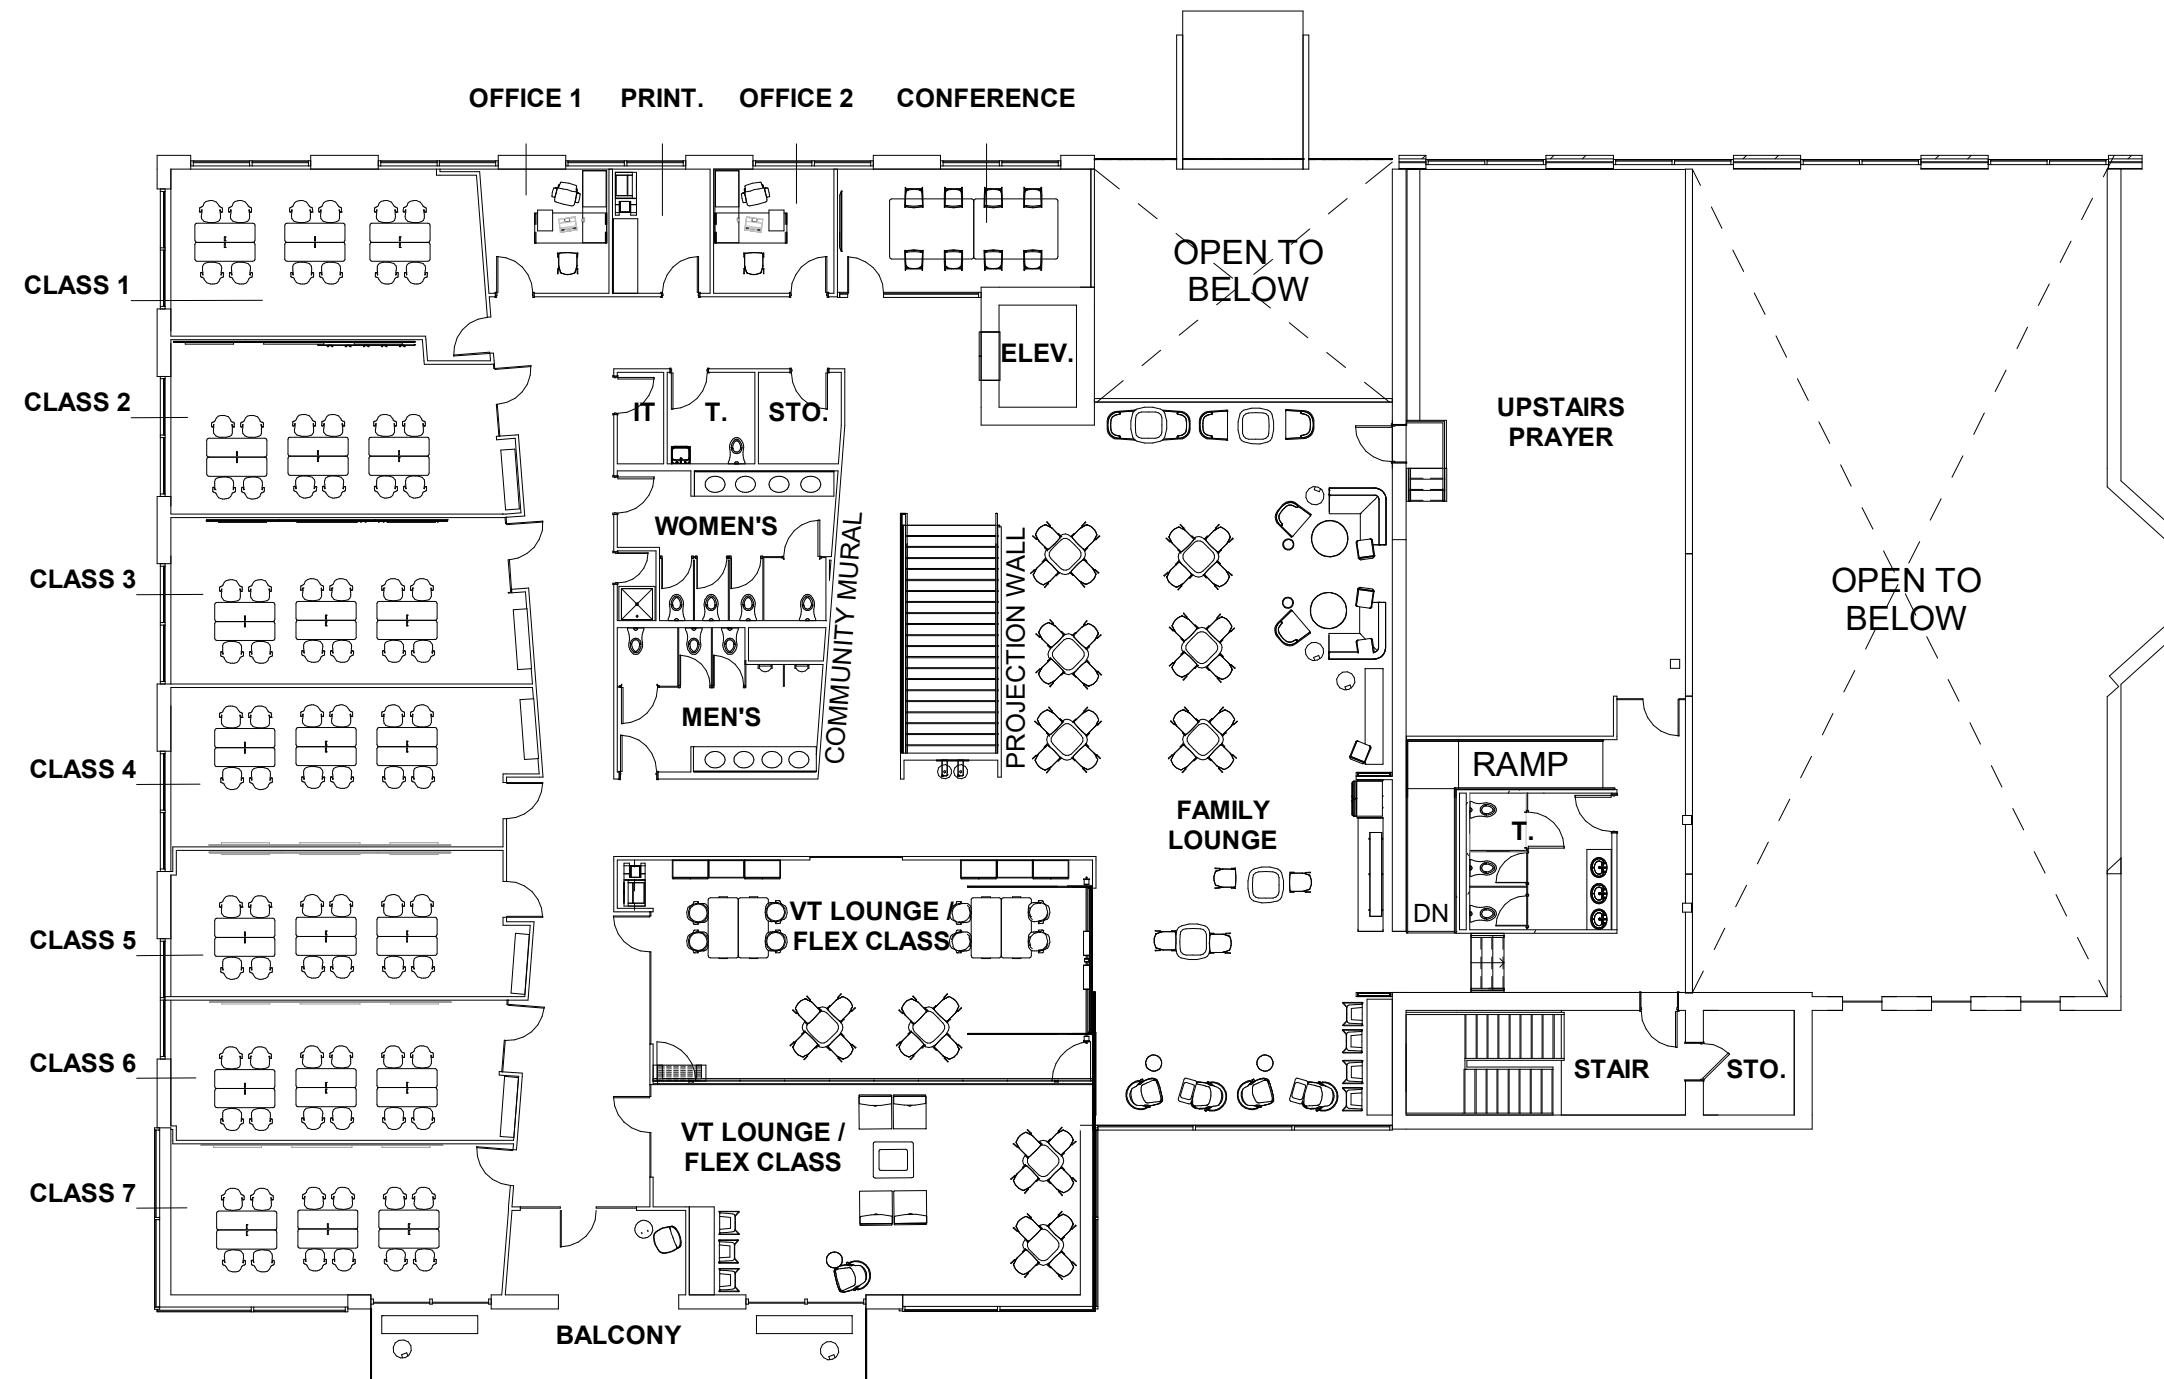 OFFICE 1
PRINT.
OFFICE 2
CONFERENCE
OPEN TO
BELOW
CLASS 1
ELEV.
CLASS 2
IT
T.
STO.
UPSTAIRS
PRAYER
WOMEN'S
COMMUNITY MURAL
PROJECTION WALL
CLASS 3
OPEN TO
BELOW
MEN'S
CLASS 4
RAMP
FAMILY
LOUNGE
T.
VT LOUNGE /
FLEX CLASS
DN
CLASS 5
CLASS 6
STAIR
STO.
VT LOUNGE /
FLEX CLASS
CLASS 7
BALCONY